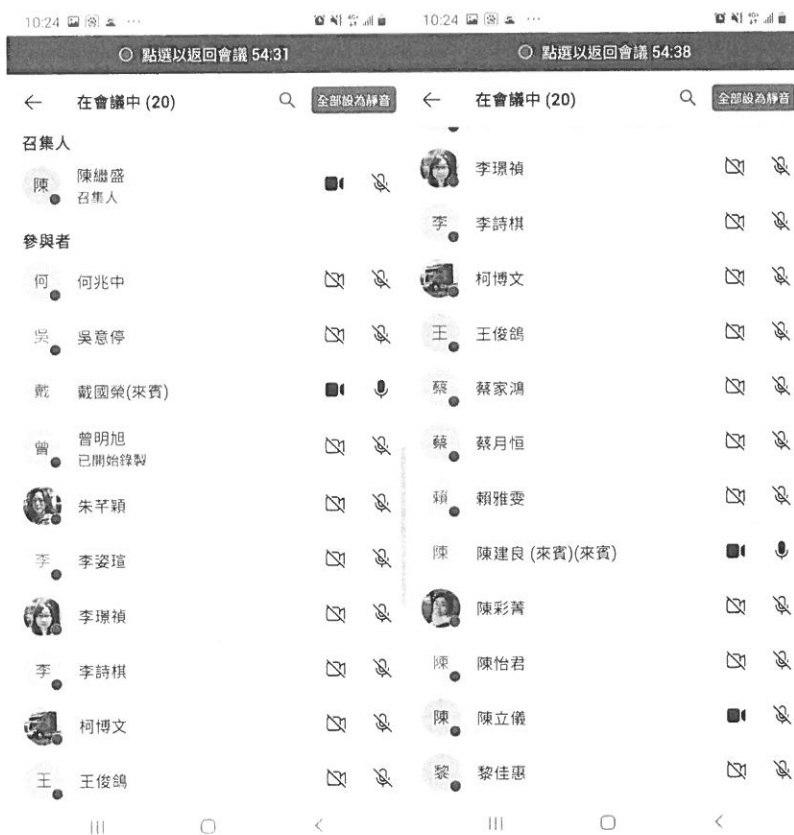 10:24
點選以返回會議 54:31
在會議中 (20)
全部設為靜音
召集人
陳
陳繼盛
召集人
參與者
何
何兆中
吳
吳意停
戴
戴國榮(來賓)
曾
曾明旭
已開始錄製
朱芊穎
李
李姿瑄
李璟禎
李
李詩棋
柯博文
王
王俊鴿
10:24
點選以返回會議 54:38
在會議中 (20)
全部設為靜音
李璟禎
李
李詩棋
柯博文
王
王俊鴿
蔡
蔡家鴻
蔡
蔡月恒
賴
賴雅雯
陳
陳建良 (來賓)(來賓)
陳彩菁
陳
陳怡君
陳
陳立儀
黎
黎佳惠